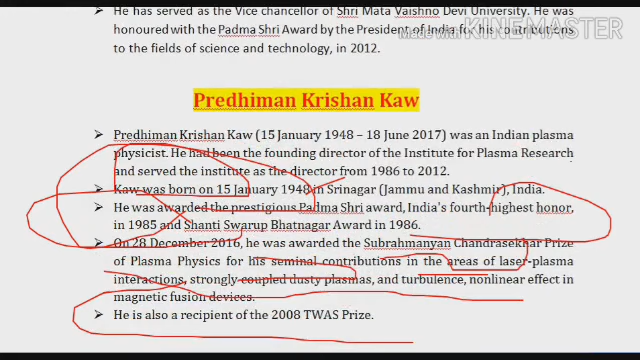 He has served as the Vice chancellor of Shri Mata Vaishno Devi University. He was
honoured with the Padma Shri Award by the President of India for his contributions
to the fields of science and technology, in 2012.
Made with KINEMASTER
Predhiman Krishan Kaw
➤ Predhiman Krishan Kaw (15 January 1948 – 18 June 2017) was an Indian plasma
physicist. He had been the founding director of the Institute for Plasma Research
and served the institute as the director from 1986 to 2012.
➤ Kaw was born on 15 January 1948 in Srinagar (Jammu and Kashmir), India.
➤ He was awarded the prestigious Padma Shri award, India's fourth-highest honor,
in 1985 and Shanti Swarup Bhatnagar Award in 1986.
➤ On 28 December 2016, he was awarded the Subrahmanyan Chandrasekhar Prize
of Plasma Physics for his seminal contributions in the areas of laser-plasma
interactions, strongly coupled dusty plasmas, and turbulence, nonlinear effect in
magnetic fusion devices.
➤ He is also a recipient of the 2008 TWAS Prize.